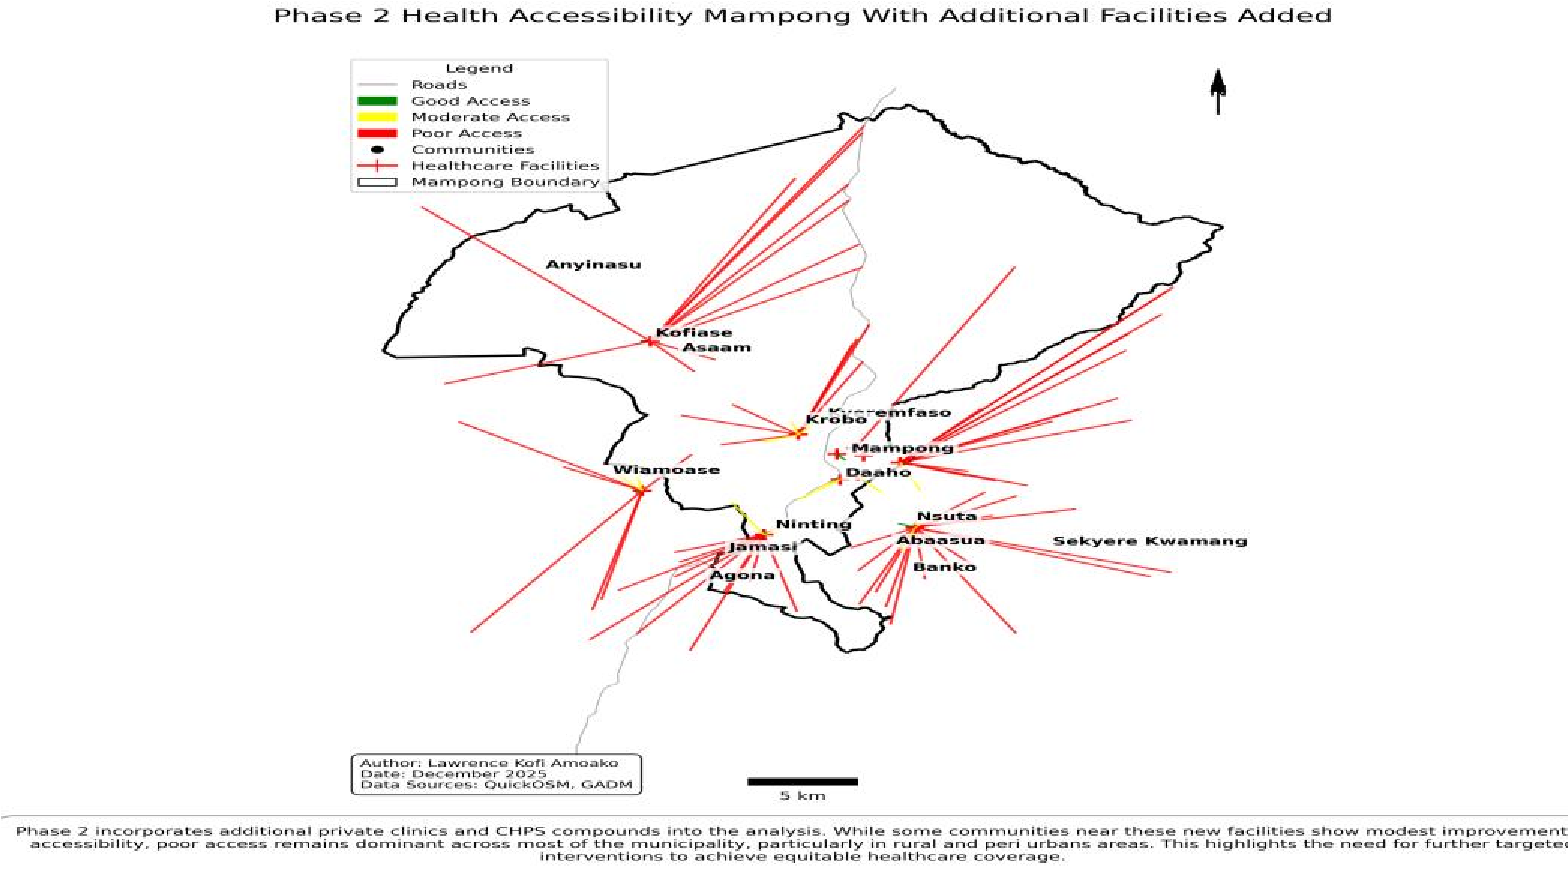 Phase 2 Health Accessibility Mampong With Additional Facilities Added
Legend
Roads
Good Access
Moderate Access
Poor Access
Communities
Healthcare Facilities
Mampong Boundary
Anyinasu
Kofiase
Asaam
Krobo
Mampong
Wiamoase
Daaho
Nsuta
Ninting
Abaasua
Sekyere Kwamang
Jamasi
Banko
Agona
Author: Lawrence Kofi Amoako
Date: December 2025
Data Sources: QuickOSM, GADM
5 km
Phase 2 incorporates additional private clinics and CHPS compounds into the analysis. While some communities near these new facilities show modest improvement
accessibility, poor access remains dominant across most of the municipality, particularly in rural and peri urbans areas. This highlights the need for further targete
interventions to achieve equitable healthcare coverage.